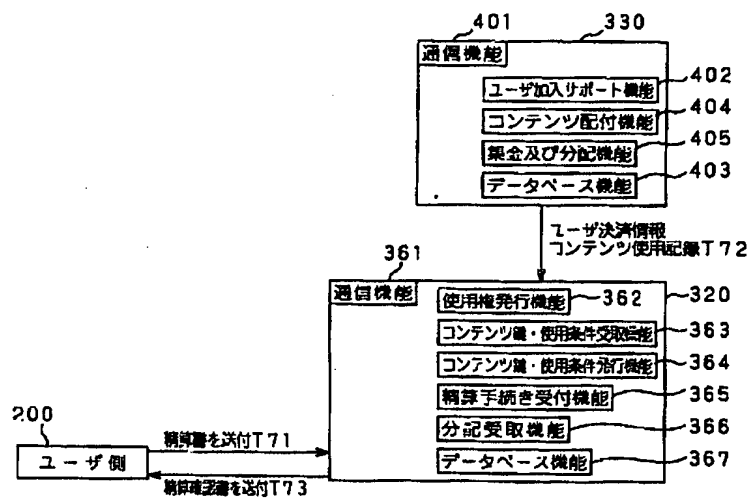 401
330
通信機能
402
ユーザ加入サポート機能
404
コンテンツ配付機能
405
集金及び分配機能
403
データベース機能
ユーザ決済情報
コンテンツ使用記録T72
361
通信機能
320
使用権発行機能
362
コンテンツ鍵・使用条件受取機能
363
コンテンツ鍵・使用条件発行機能
364
精算手続き受付機能
365
分配受取機能
366
データベース機能
367
200
ユーザ側
精算書を送付T71
精算確認書を送付T73